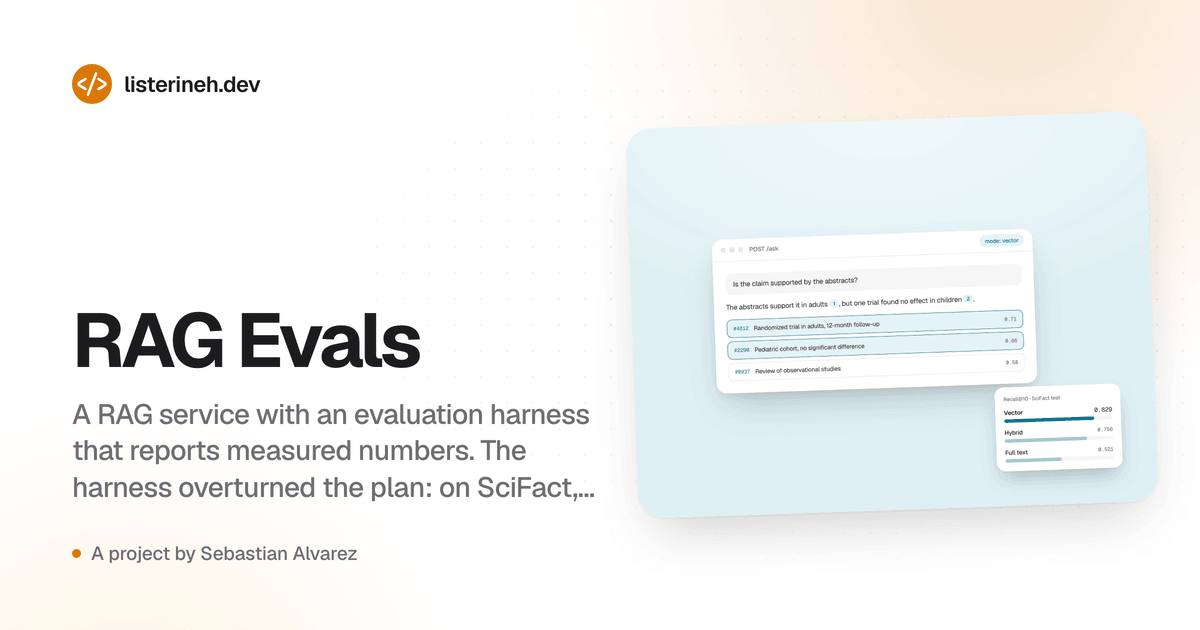 listerineh.dev
RAG Evals
A RAG service with an evaluation harness
that reports measured numbers. The
harness overturned the plan: on SciFact,...
A project by Sebastian Alvarez
POST /ask
mode: vector
Is the claim supported by the abstracts?
The abstracts support it in adults 1 , but one trial found no effect in children 2 .
#4812 Randomized trial in adults, 12-month follow-up 0.71
#2290 Pediatric cohort, no significant difference 0.66
#0937 Review of observational studies 0.58
Recall@10 · SciFact test
Vector 0.829
Hybrid 0.756
Full text 0.521